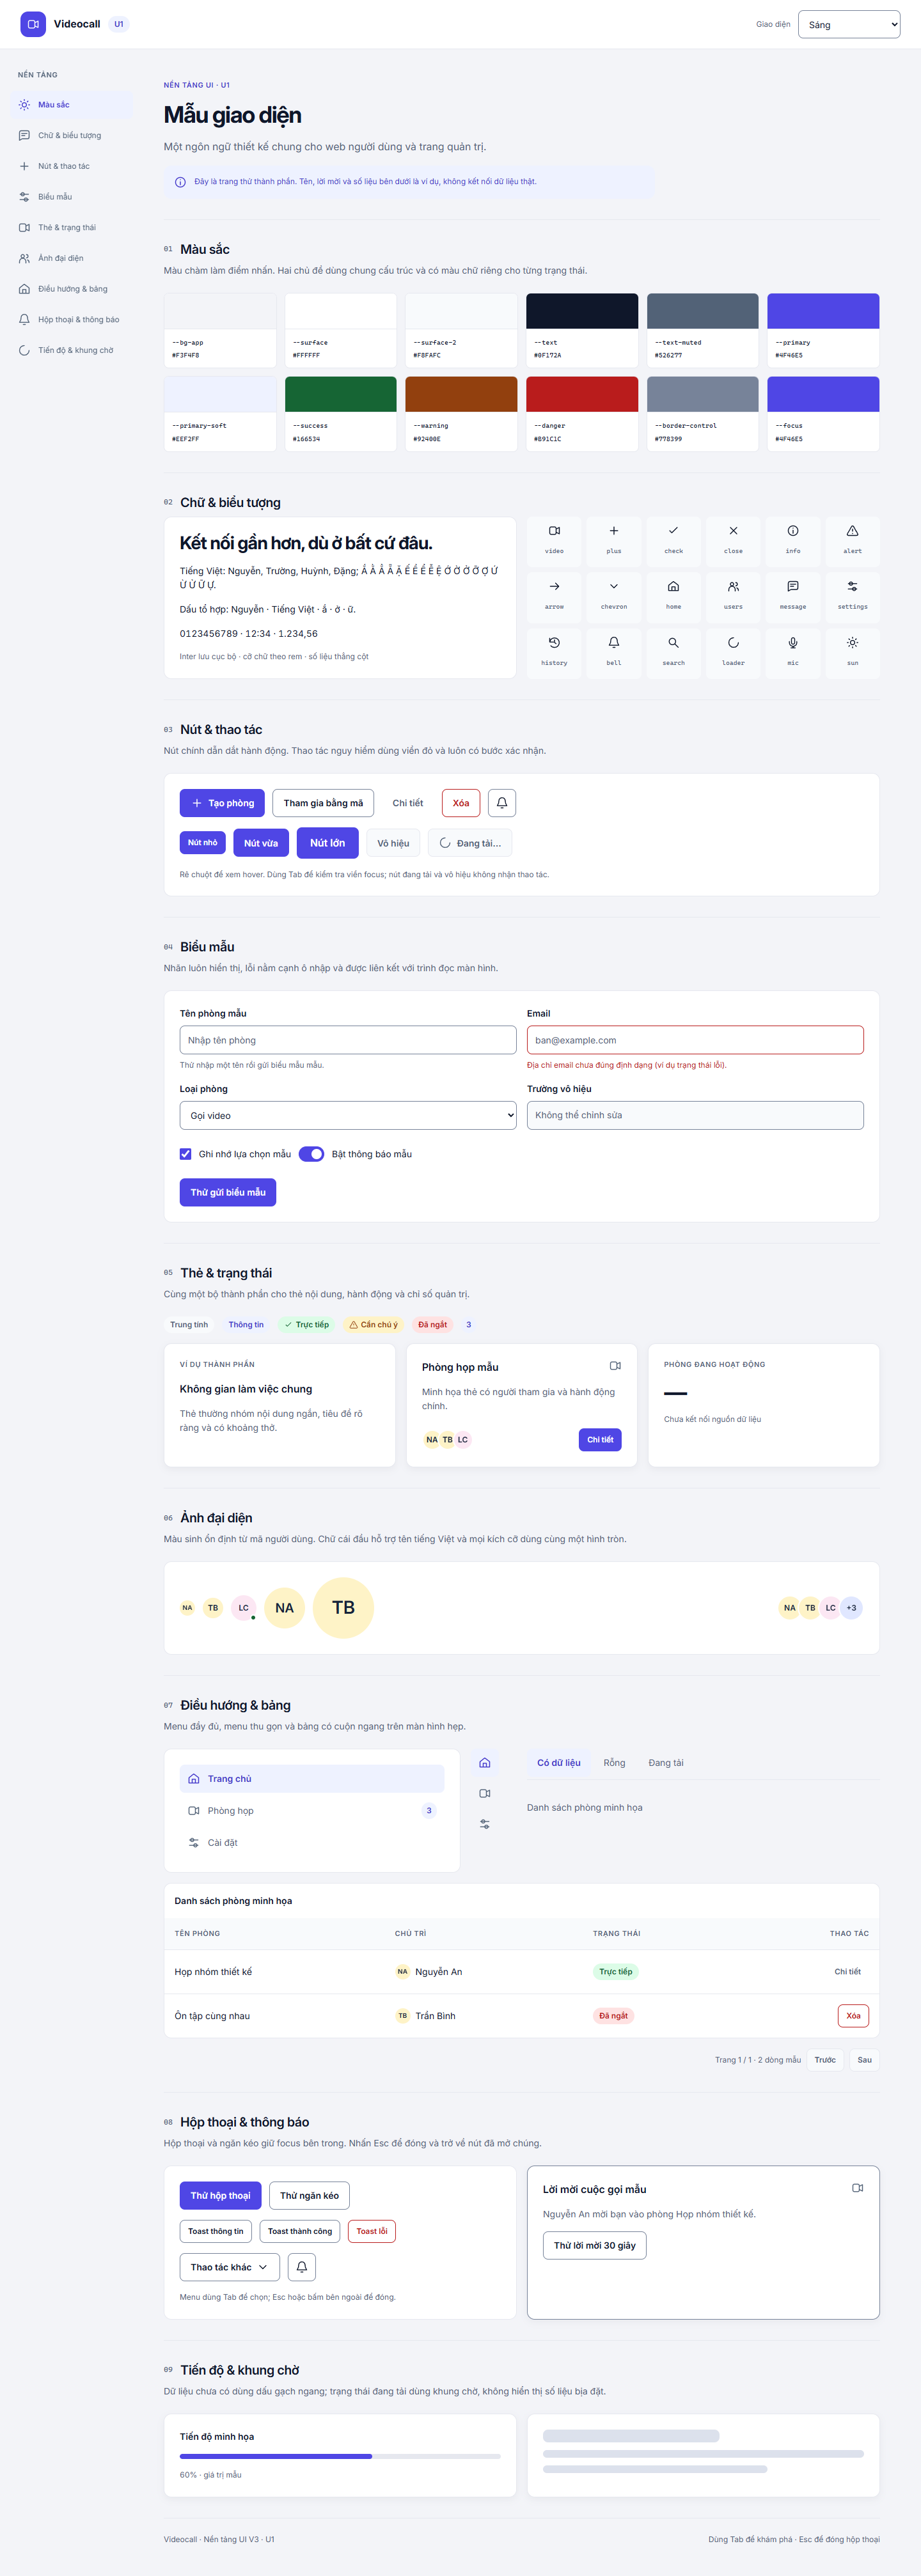 Videocall U1
Giao diện
Sáng
NỀN TẢNG
Màu sắc
Chữ & biểu tượng
Nút & thao tác
Biểu mẫu
Thẻ & trạng thái
Ảnh đại diện
Điều hướng & bảng
Hộp thoại & thông báo
Tiến độ & khung chờ
NỀN TẢNG UI · U1
Mẫu giao diện
Một ngôn ngữ thiết kế chung cho web người dùng và trang quản trị.
Đây là trang thử thành phần. Tên, lời mời và số liệu bên dưới là ví dụ, không kết nối dữ liệu thật.
01 Màu sắc
Màu chàm làm điểm nhấn. Hai chủ đề dùng chung cấu trúc và có màu chữ riêng cho từng trạng thái.
--bg-app
#F3F4F8
--surface
#FFFFFF
--surface-2
#F8FAFC
--text
#0F172A
--text-muted
#526277
--primary
#4F46E5
--primary-soft
#EEF2FF
--success
#166534
--warning
#92400E
--danger
#B91C1C
--border-control
#778399
--focus
#4F46E5
02 Chữ & biểu tượng
Kết nối gần hơn, dù ở bất cứ đâu.
Tiếng Việt: Nguyễn, Trường, Huỳnh, Đặng; Ấ Ầ Ẩ Ẫ Ậ Ế Ề Ể Ễ Ệ Ớ Ờ Ở Ỡ Ợ Ứ
Ừ Ử Ữ Ự.
Dấu tổ hợp: Nguyễn · Tiếng Việt · ấ · ở · ữ.
0123456789 · 12:34 · 1.234,56
Inter lưu cục bộ · cỡ chữ theo rem · số liệu thẳng cột
video
plus
check
close
info
alert
arrow
chevron
home
users
message
settings
history
bell
search
loader
mic
sun
03 Nút & thao tác
Nút chính dẫn dắt hành động. Thao tác nguy hiểm dùng viền đỏ và luôn có bước xác nhận.
Tạo phòng
Tham gia bằng mã
Chi tiết
Xóa
Nút nhỏ
Nút vừa
Nút lớn
Vô hiệu
Đang tải…
Rê chuột để xem hover. Dùng Tab để kiểm tra viền focus; nút đang tải và vô hiệu không nhận thao tác.
04 Biểu mẫu
Nhãn luôn hiển thị, lỗi nằm cạnh ô nhập và được liên kết với trình đọc màn hình.
Tên phòng mẫu
Nhập tên phòng
Thử nhập một tên rồi gửi biểu mẫu mẫu.
Email
ban@example.com
Địa chỉ email chưa đúng định dạng (ví dụ trạng thái lỗi).
Loại phòng
Gọi video
Trường vô hiệu
Không thể chỉnh sửa
Ghi nhớ lựa chọn mẫu
Bật thông báo mẫu
Thử gửi biểu mẫu
05 Thẻ & trạng thái
Cùng một bộ thành phần cho thẻ nội dung, hành động và chỉ số quản trị.
Trung tính
Thông tin
Trực tiếp
Cần chú ý
Đã ngắt
3
VÍ DỤ THÀNH PHẦN
Không gian làm việc chung
Thẻ thường nhóm nội dung ngắn, tiêu đề rõ
ràng và có khoảng thở.
Phòng họp mẫu
Minh họa thẻ có người tham gia và hành động
chính.
NA TB LC
Chi tiết
PHÒNG ĐANG HOẠT ĐỘNG
—
Chưa kết nối nguồn dữ liệu
06 Ảnh đại diện
Màu sinh ổn định từ mã người dùng. Chữ cái đầu hỗ trợ tên tiếng Việt và mọi kích cỡ dùng cùng một hình tròn.
NA TB LC NA TB
NA TB LC +3
07 Điều hướng & bảng
Menu đầy đủ, menu thu gọn và bảng có cuộn ngang trên màn hình hẹp.
Trang chủ
Phòng họp 3
Cài đặt
Có dữ liệu
Rỗng
Đang tải
Danh sách phòng minh họa
Danh sách phòng minh họa
TÊN PHÒNG CHỦ TRÌ TRẠNG THÁI THAO TÁC
Họp nhóm thiết kế NA Nguyễn An Trực tiếp Chi tiết
Ôn tập cùng nhau TB Trần Bình Đã ngắt Xóa
Trang 1 / 1 · 2 dòng mẫu Trước Sau
08 Hộp thoại & thông báo
Hộp thoại và ngăn kéo giữ focus bên trong. Nhấn Esc để đóng và trở về nút đã mở chúng.
Thử hộp thoại
Thử ngăn kéo
Toast thông tin
Toast thành công
Toast lỗi
Thao tác khác
Menu dùng Tab để chọn; Esc hoặc bấm bên ngoài để đóng.
Lời mời cuộc gọi mẫu
Nguyễn An mời bạn vào phòng Họp nhóm thiết kế.
Thử lời mời 30 giây
09 Tiến độ & khung chờ
Dữ liệu chưa có dùng dấu gạch ngang; trạng thái đang tải dùng khung chờ, không hiển thị số liệu bịa đặt.
Tiến độ minh họa
60% · giá trị mẫu
Videocall · Nền tảng UI V3 · U1
Dùng Tab để khám phá · Esc để đóng hộp thoại